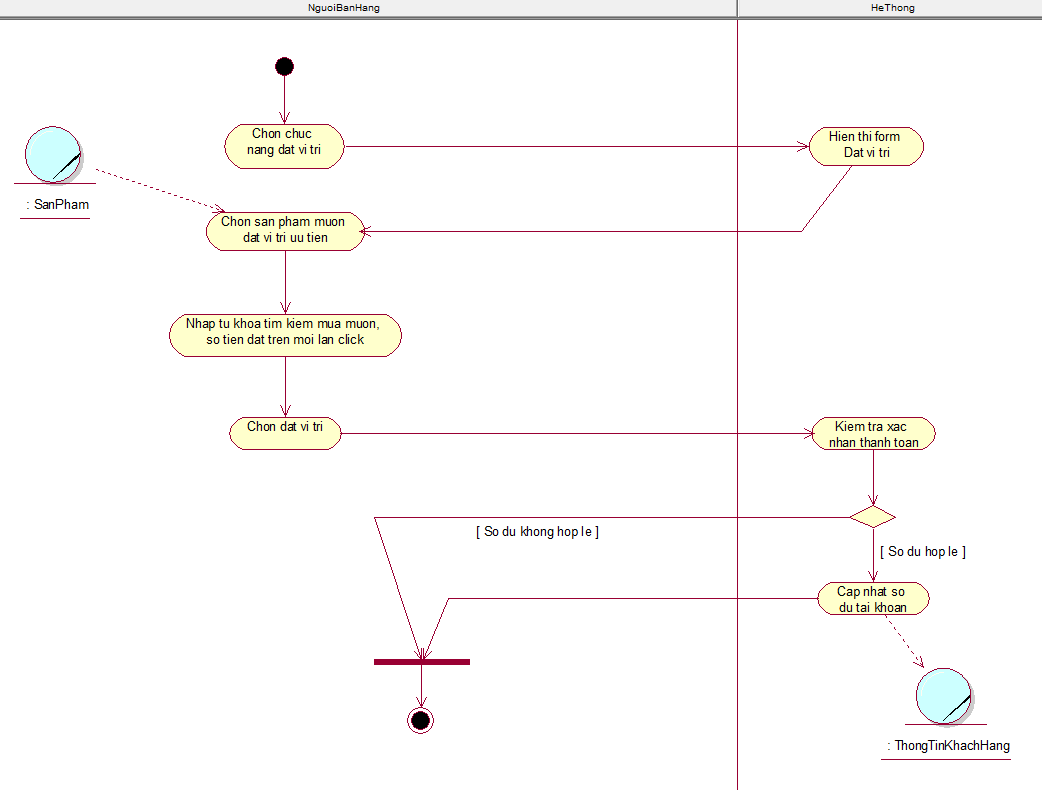 NguoiBanHang
HeThong
Chon chuc
nang dat vi tri
Hien thi form
Dat vi tri
: SanPham
Chon san pham muon
dat vi tri uu tien
Nhap tu khoa tim kiem mua muon,
so tien dat tren moi lan click
Chon dat vi tri
Kiem tra xac
nhan thanh toan
[ So du khong hop le ]
[ So du hop le ]
Cap nhat so
du tai khoan
: ThongTinKhachHang